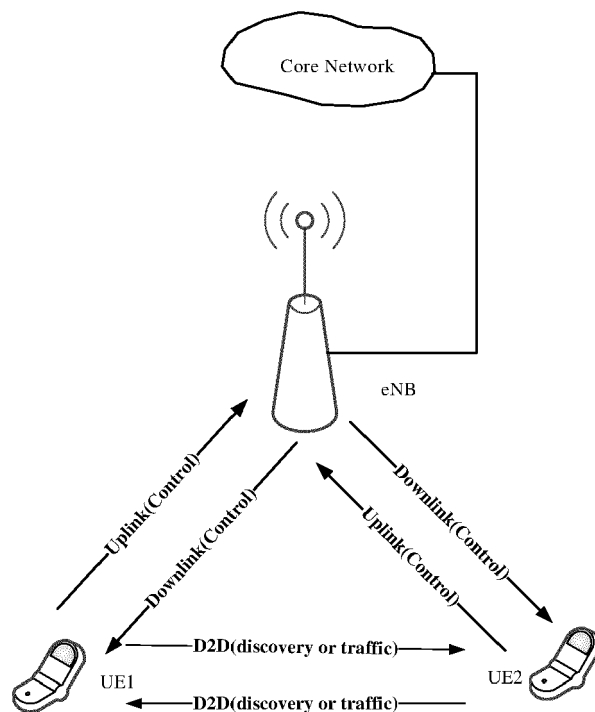 Core Network
eNB
Uplink(Control)
Downlink(Control)
Uplink(Control)
Downlink(Control)
D2D(discovery or traffic)
UE1
UE2
D2D(discovery or traffic)